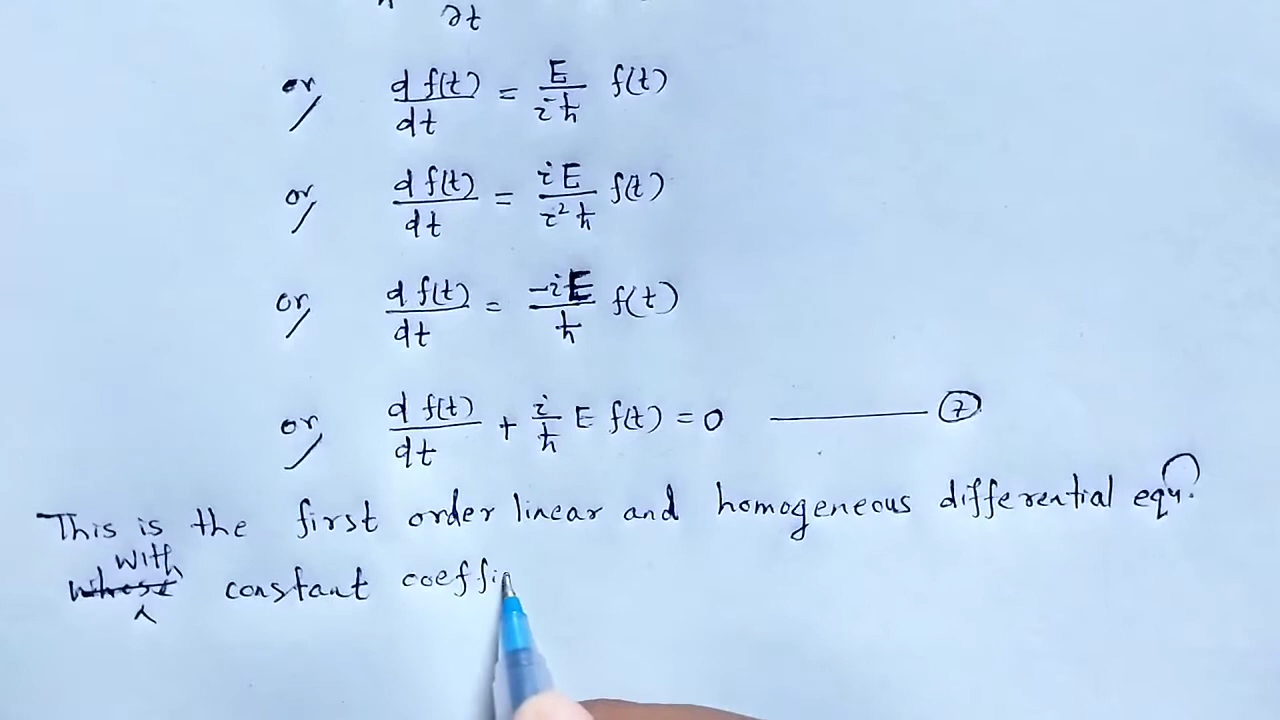 ∂t
or, d f(t)/dt = E/iħ f(t)
or, d f(t)/dt = iE/i²ħ f(t)
or, d f(t)/dt = -iE/ħ f(t)
or, d f(t)/dt + i/ħ E f(t) = 0 ——— ⑦
This is the first order linear and homogeneous differential equⁿ.
with
constant coeffi